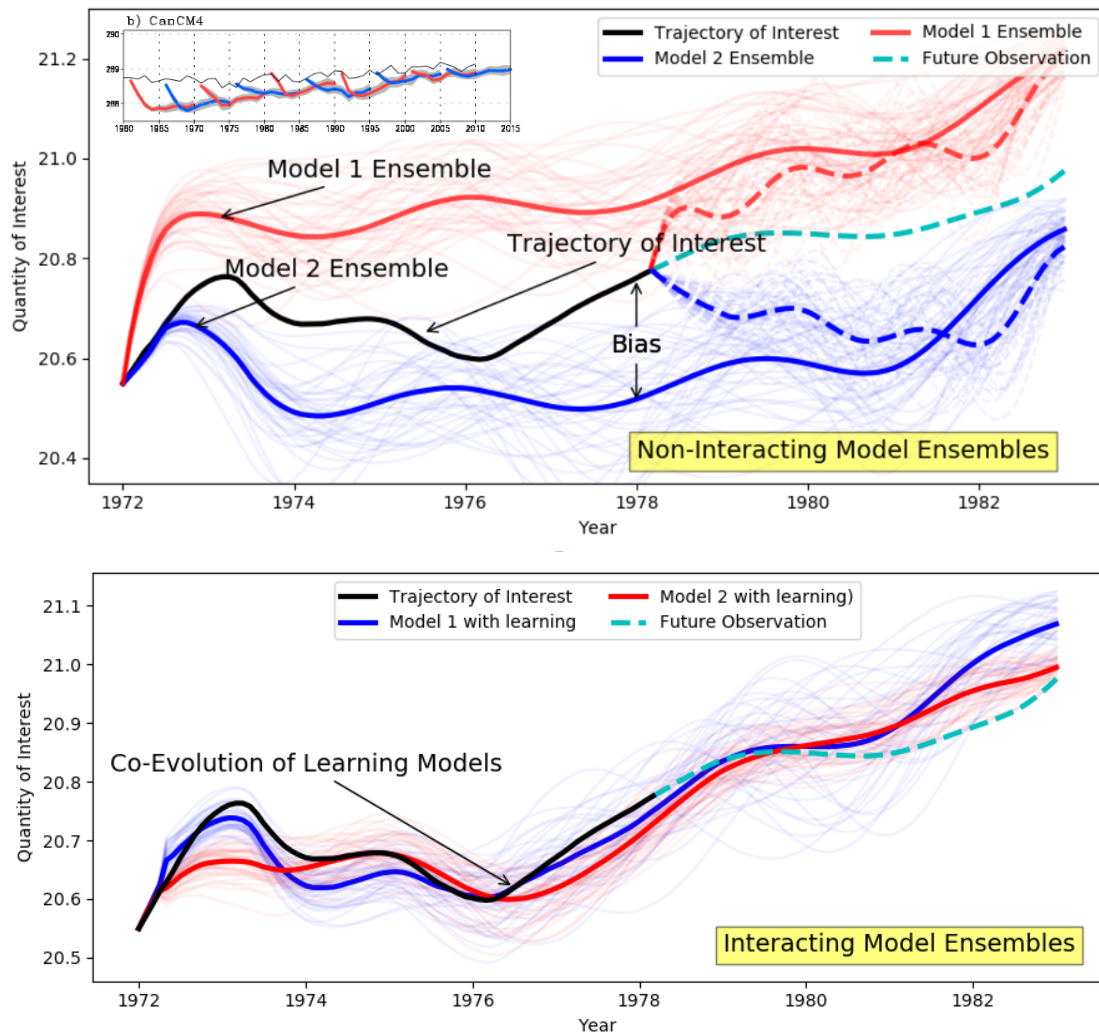 b) CanCM4
290
289
288
1960 1965 1970 1975 1980 1985 1990 1995 2000 2005 2010 2015
Trajectory of Interest
Model 2 Ensemble
Model 1 Ensemble
Future Observation
21.2
21.0
20.8
20.6
20.4
Quantity of Interest
Model 1 Ensemble
Trajectory of Interest
Model 2 Ensemble
Bias
Non-Interacting Model Ensembles
1972 1974 1976 1978 1980 1982
Year
Trajectory of Interest
Model 1 with learning
Model 2 with learning)
Future Observation
21.1
21.0
20.9
20.8
20.7
20.6
20.5
Quantity of Interest
Co-Evolution of Learning Models
Interacting Model Ensembles
1972 1974 1976 1978 1980 1982
Year